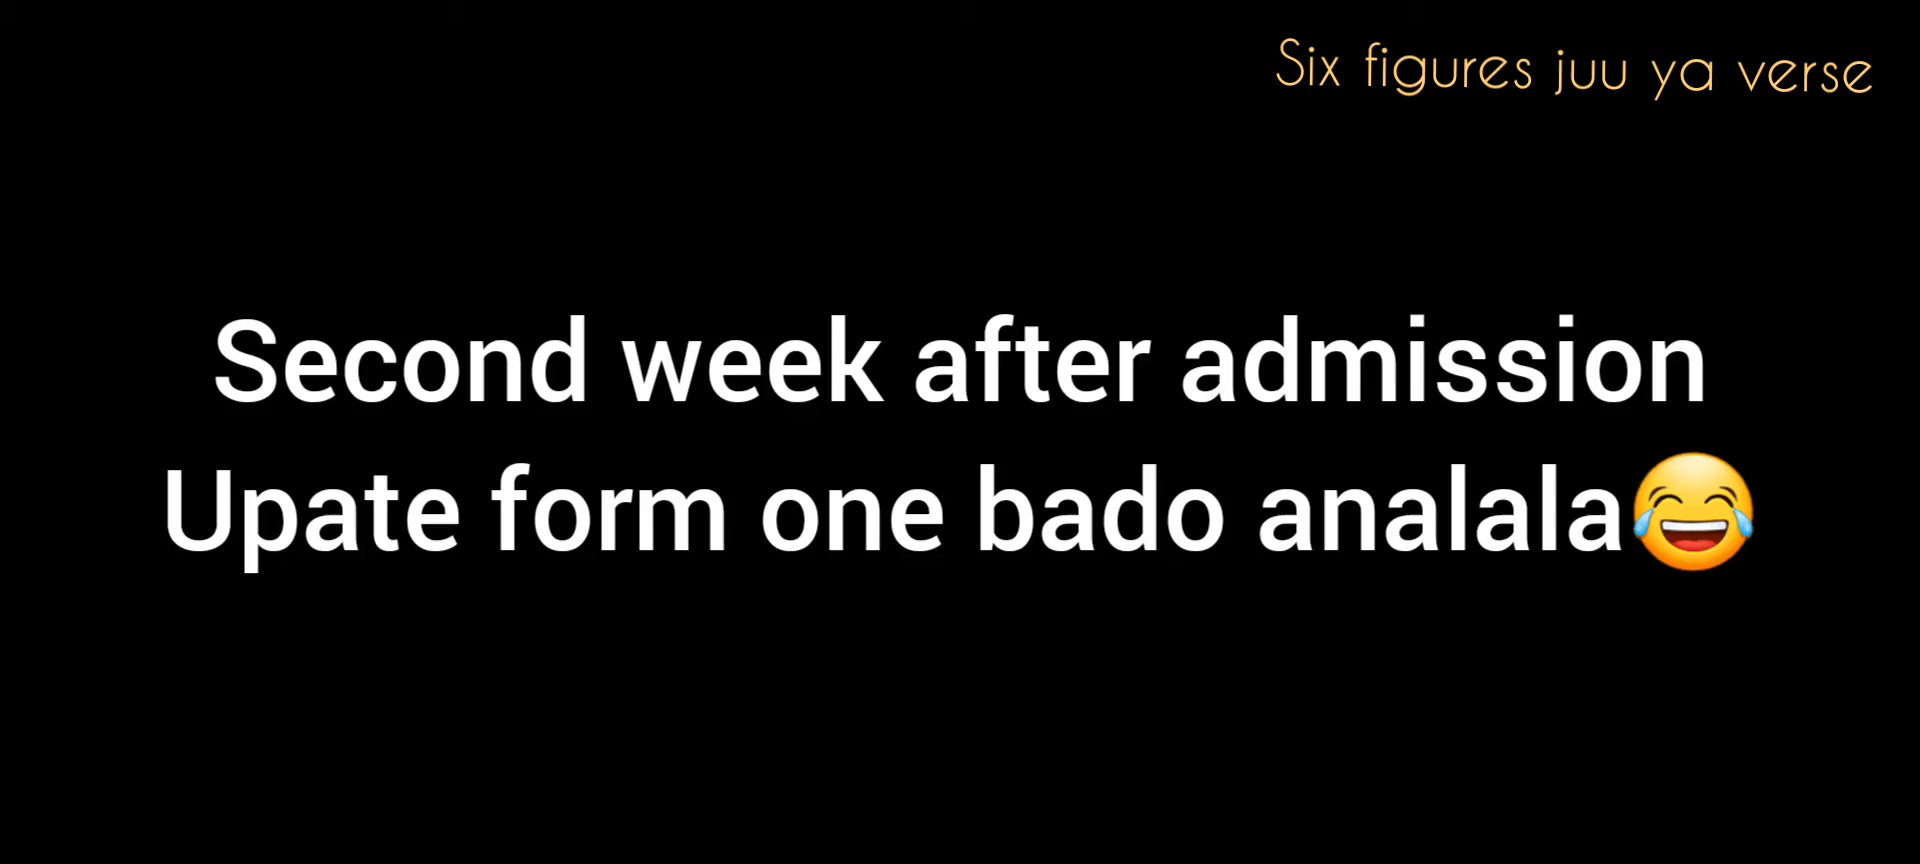 Six figures juu ya verse
Second week after admission
Upate form one bado analala😂